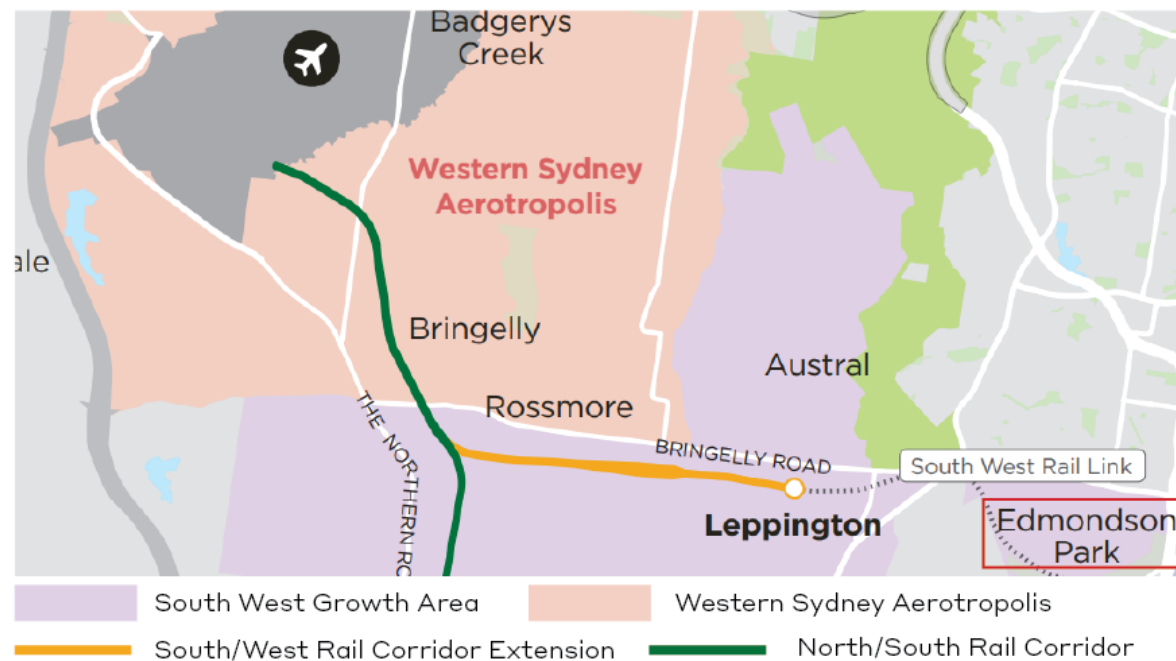 Badgerys
Creek
Western Sydney
Aerotropolis
ale
Bringelly
Austral
Rossmore
THE NORTHERN RO
BRINGELLY ROAD
South West Rail Link
Leppington
Edmondson
Park
South West Growth Area
Western Sydney Aerotropolis
South/West Rail Corridor Extension
North/South Rail Corridor